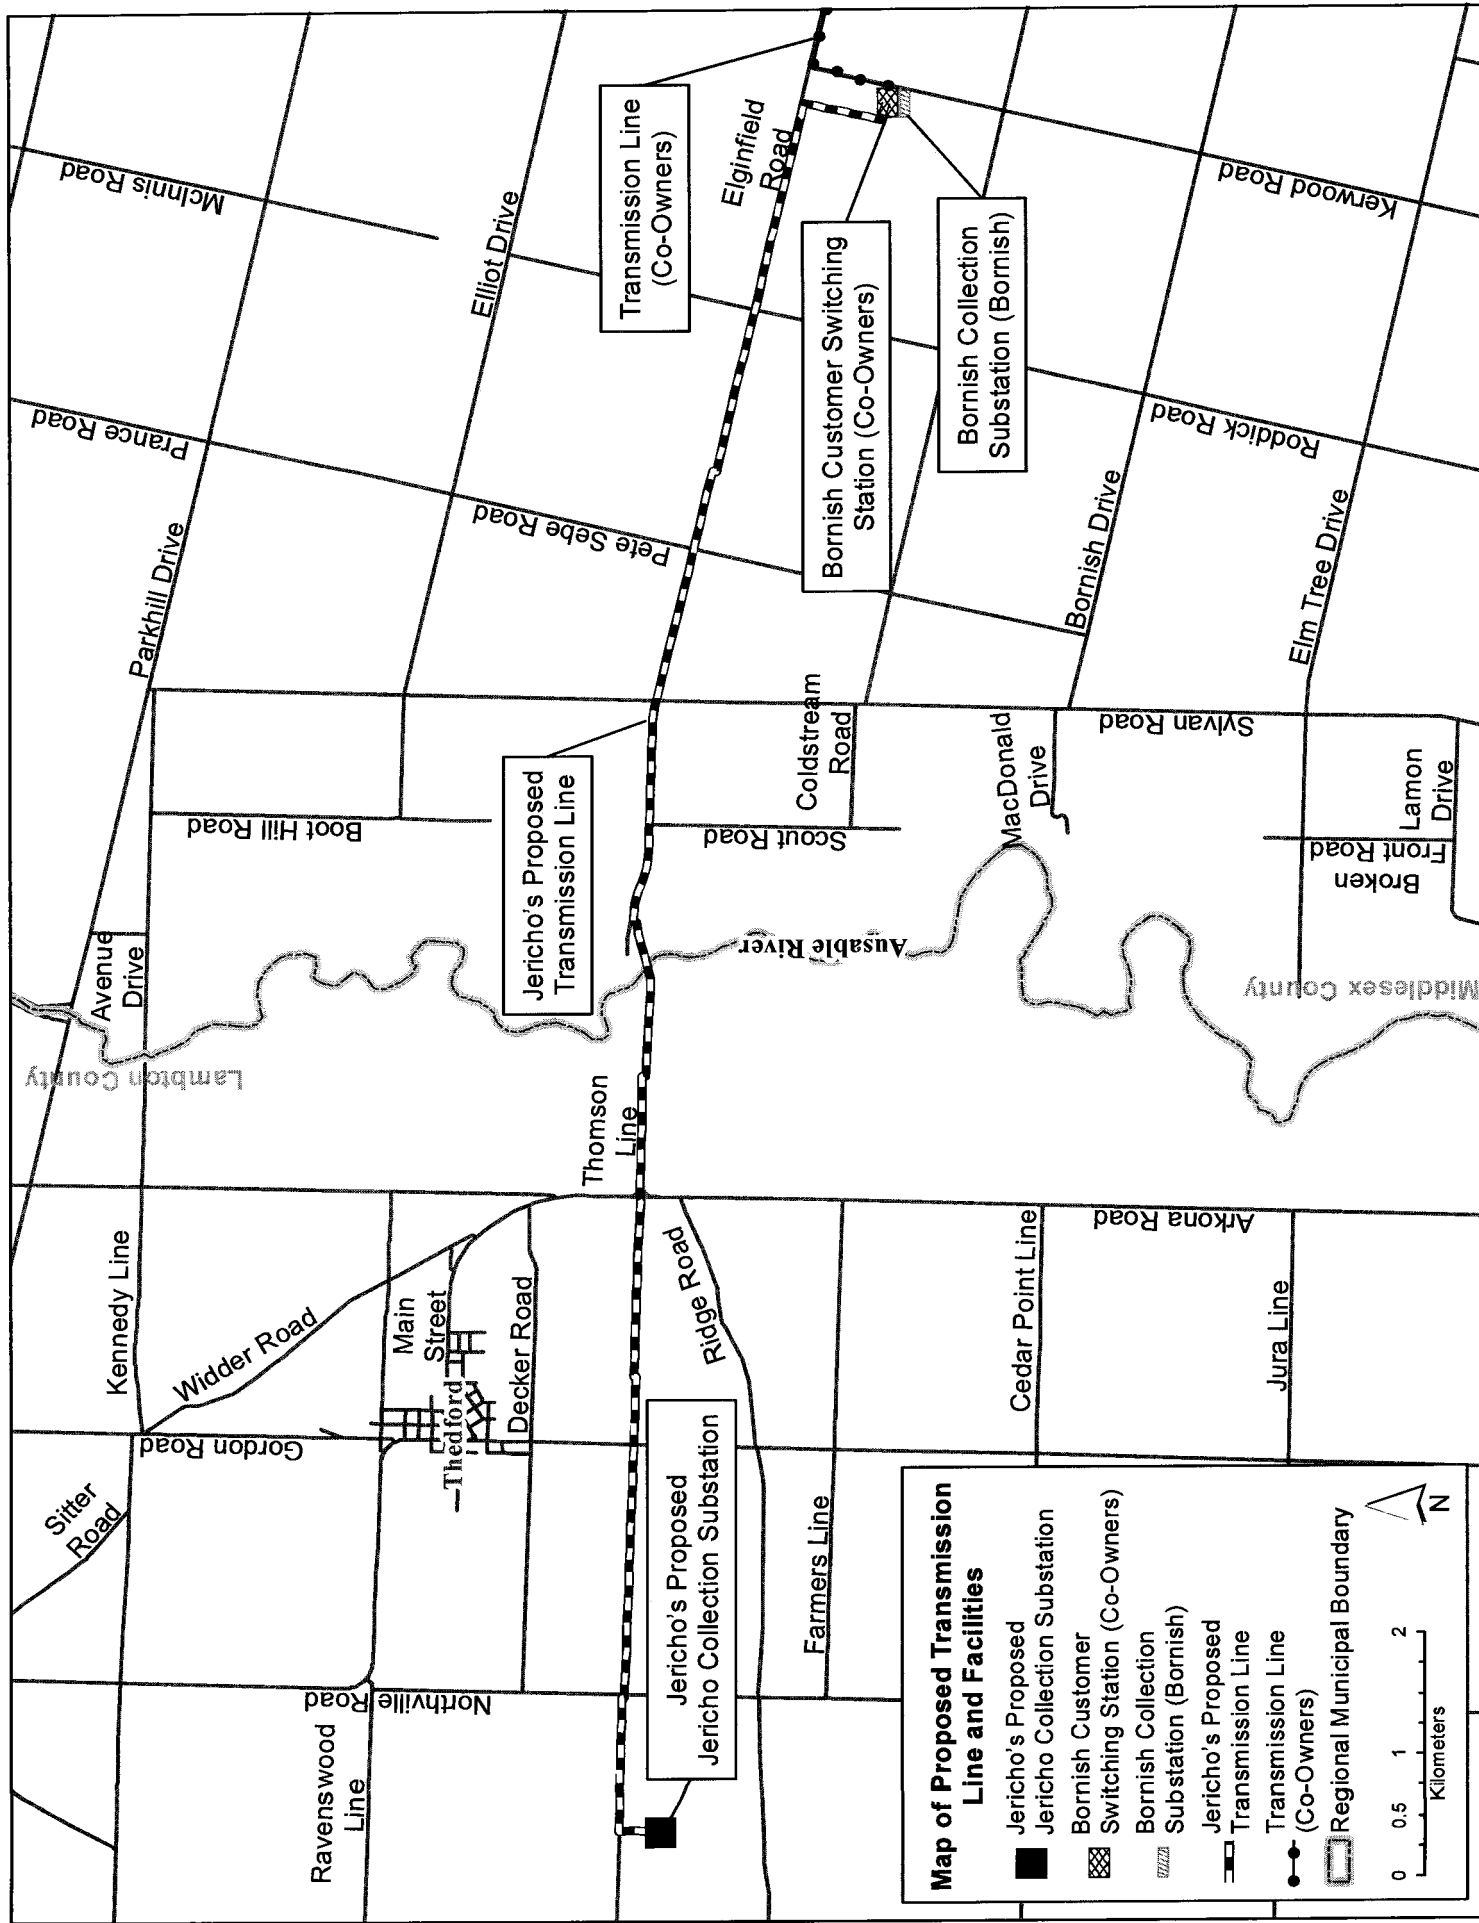 Sitter
Road
Kennedy Line
Avenue
Drive
Parkhill Drive
Prance Road
McInnis Road
Lambton County
Gordon Road
Widder Road
Boot Hill Road
Ravenswood
Line
Northville
Road
Main
Street
Thedford
Decker Road
Elliot Drive
Pete Sebe Road
Thomson
Line
Jericho's Proposed
Transmission Line
Transmission Line
(Co-Owners)
Elginfield
Road
Jericho's Proposed
Jericho Collection Substation
Ridge Road
Farmers Line
Ausable River
Scout Road
Coldstream
Road
Bornish Customer Switching
Station (Co-Owners)
Bornish Collection
Substation (Bornish)
Cedar Point Line
Arkona Road
Jura Line
MacDonald
Drive
Sylvan Road
Bornish Drive
Roddick Road
Kerwood Road
Elm Tree Drive
Middlesex County
Broken
Front Road
Lamon
Drive
Map of Proposed Transmission
Line and Facilities
Jericho's Proposed
Jericho Collection Substation
Bornish Customer
Switching Station (Co-Owners)
Bornish Collection
Substation (Bornish)
Jericho's Proposed
Transmission Line
Transmission Line
(Co-Owners)
Regional Municipal Boundary
0 0.5 1 2
Kilometers
N